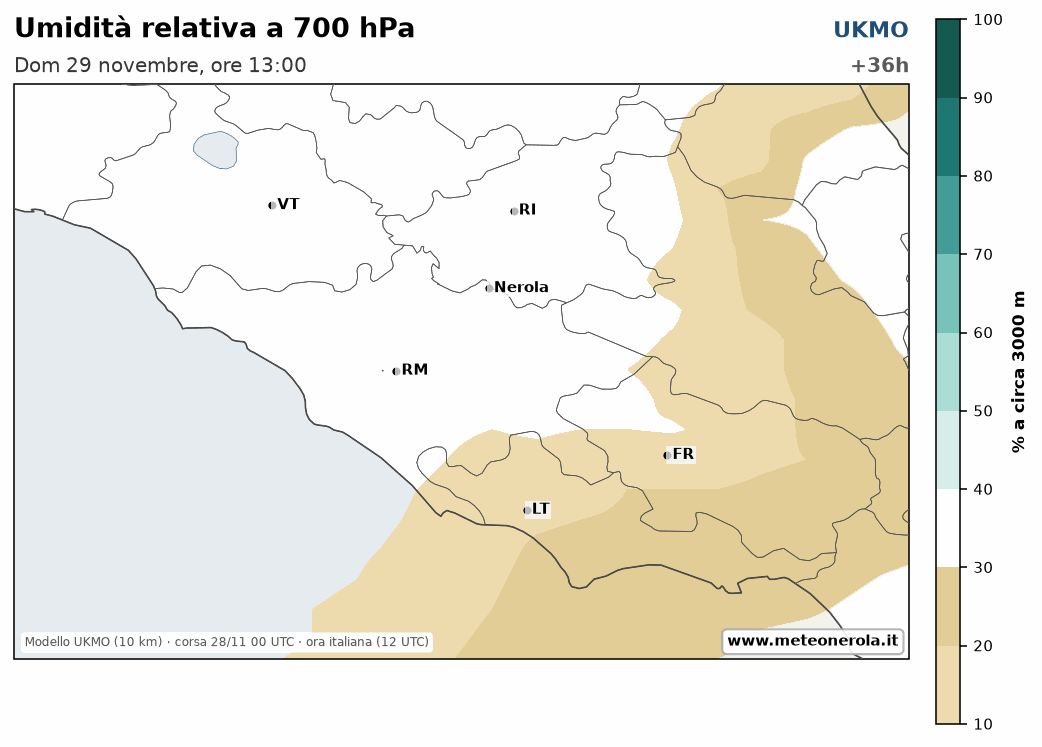 Umidità relativa a 700 hPa
UKMO
Dom 29 novembre, ore 13:00
+36h
VT
RI
Nerola
RM
FR
LT
Modello UKMO (10 km) · corsa 28/11 00 UTC · ora italiana (12 UTC)
www.meteonerola.it
100
90
80
70
60
50
40
30
20
10
% a circa 3000 m